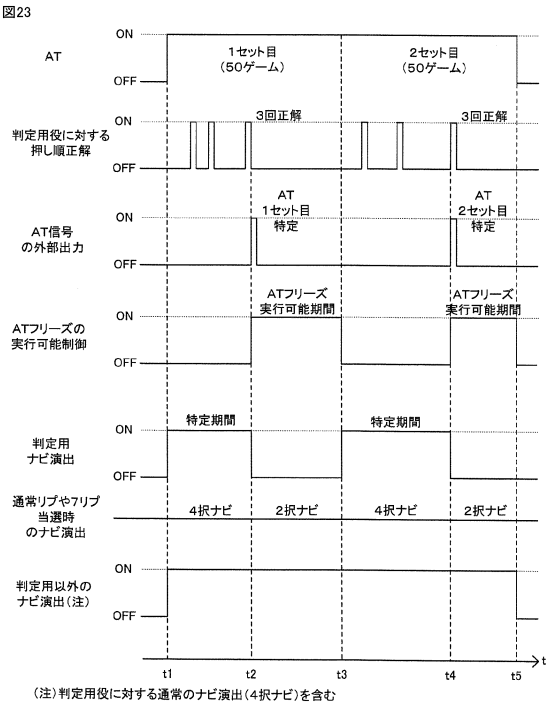 図23
ON
AT
OFF
1セット目
(50ゲーム)
2セット目
(50ゲーム)
ON
判定用役に対する
押し順正解
OFF
3回正解
3回正解
ON
AT信号
の外部出力
OFF
AT
1セット目
特定
AT
2セット目
特定
ON
ATフリーズの
実行可能制御
OFF
ATフリーズ
実行可能期間
ATフリーズ
実行可能期間
ON
判定用
ナビ演出
OFF
特定期間
特定期間
通常リプや7リプ
当選時
のナビ演出
4択ナビ 2択ナビ 4択ナビ 2択ナビ
ON
判定用以外の
ナビ演出(注)
OFF
t
t1 t2 t3 t4 t5
(注)判定用役に対する通常のナビ演出(4択ナビ)を含む